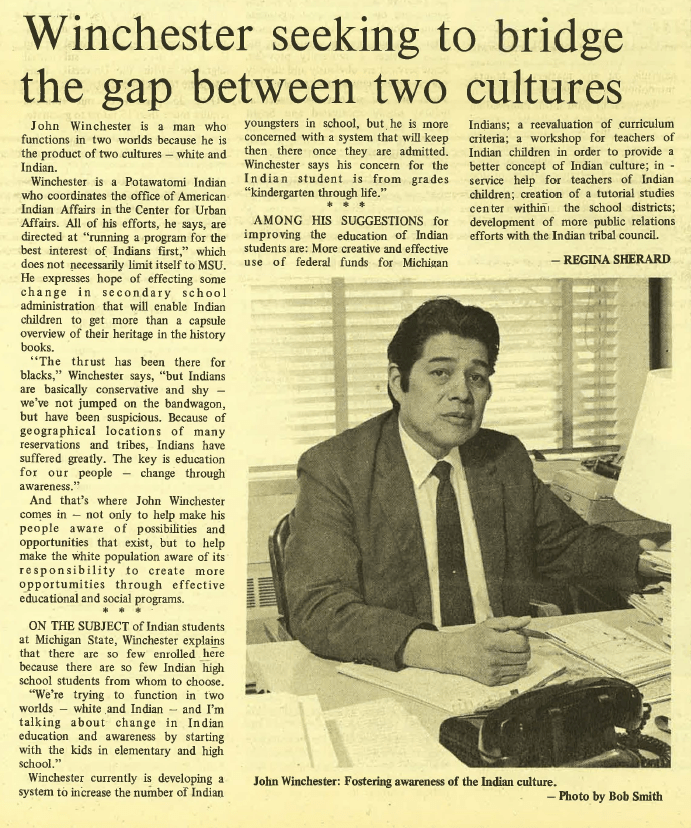 Winchester seeking to bridge
the gap between two cultures
John Winchester is a man who
functions in two worlds because he is
the product of two cultures — white and
Indian.
Winchester is a Potawatomi Indian
who coordinates the office of American
Indian Affairs in the Center for Urban
Affairs. All of his efforts, he says, are
directed at "running a program for the
best interest of Indians first," which
does not necessarily limit itself to MSU.
He expresses hope of effecting some
change in secondary school
administration that will enable Indian
children to get more than a capsule
overview of their heritage in the history
books.
"The thrust has been there for
blacks," Winchester says, "but Indians
are basically conservative and shy —
we've not jumped on the bandwagon,
but have been suspicious. Because of
geographical locations of many
reservations and tribes, Indians have
suffered greatly. The key is education
for our people — change through
awareness."
And that's where John Winchester
comes in — not only to help make his
people aware of possibilities and
opportunities that exist, but to help
make the white population aware of its
responsibility to create more
opportunities through effective
educational and social programs.
* * *
ON THE SUBJECT of Indian students
at Michigan State, Winchester explains
that there are so few enrolled here
because there are so few Indian high
school students from whom to choose.
"We're trying to function in two
worlds — white and Indian — and I'm
talking about change in Indian
education and awareness by starting
with the kids in elementary and high
school."
Winchester currently is developing a
system to increase the number of Indian
youngsters in school, but he is more
concerned with a system that will keep
then there once they are admitted.
Winchester says his concern for the
Indian student is from grades
"kindergarten through life."
* * *
AMONG HIS SUGGESTIONS for
improving the education of Indian
students are: More creative and effective
use of federal funds for Michigan
Indians; a reevaluation of curriculum
criteria; a workshop for teachers of
Indian children in order to provide a
better concept of Indian culture; in -
service help for teachers of Indian
children; creation of a tutorial studies
center within the school districts;
development of more public relations
efforts with the Indian tribal council.
— REGINA SHERARD
John Winchester: Fostering awareness of the Indian culture.
— Photo by Bob Smith